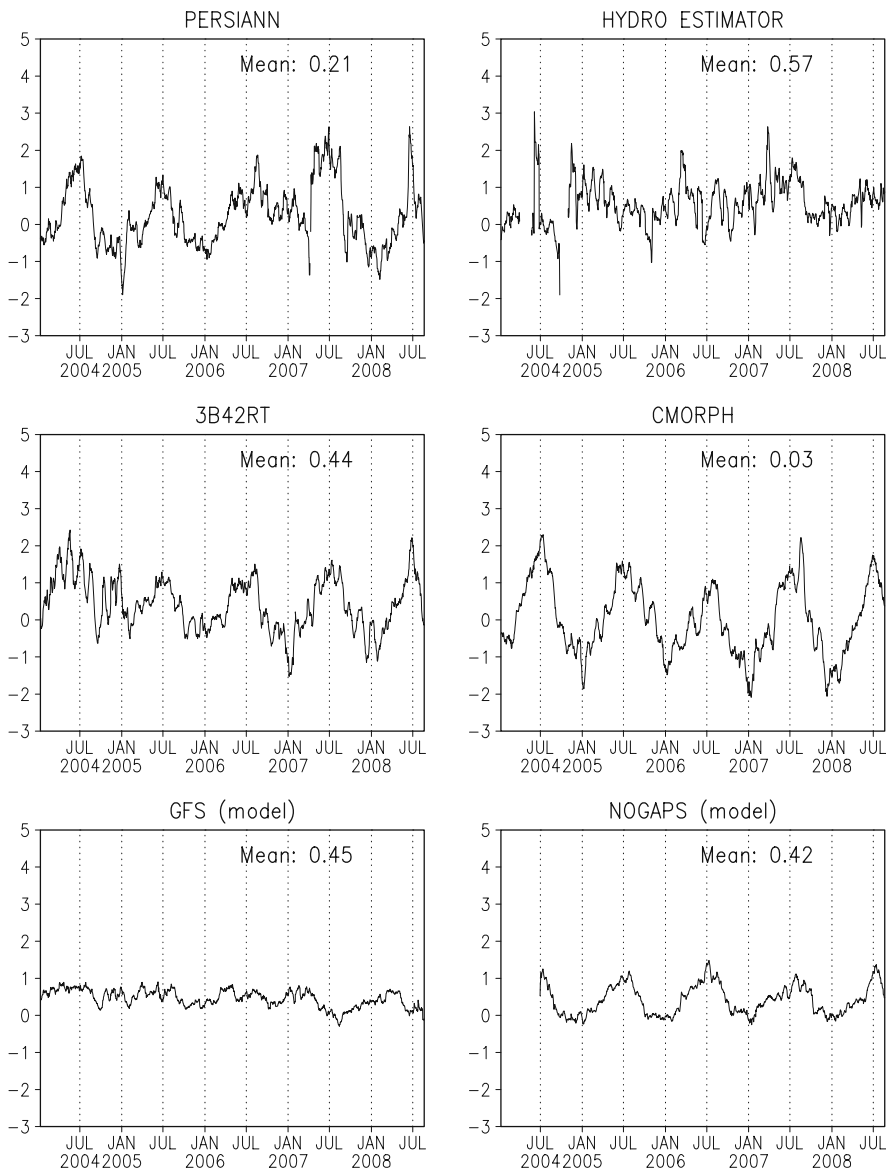 PERSIANN
Mean: 0.21
5
4
3
2
1
0
−1
−2
−3
JUL JAN JUL JAN JUL JAN JUL JAN JUL
2004 2005 2006 2007 2008
HYDRO ESTIMATOR
Mean: 0.57
5
4
3
2
1
0
−1
−2
−3
JUL JAN JUL JAN JUL JAN JUL JAN JUL
2004 2005 2006 2007 2008
3B42RT
Mean: 0.44
5
4
3
2
1
0
−1
−2
−3
JUL JAN JUL JAN JUL JAN JUL JAN JUL
2004 2005 2006 2007 2008
CMORPH
Mean: 0.03
5
4
3
2
1
0
−1
−2
−3
JUL JAN JUL JAN JUL JAN JUL JAN JUL
2004 2005 2006 2007 2008
GFS (model)
Mean: 0.45
5
4
3
2
1
0
−1
−2
−3
JUL JAN JUL JAN JUL JAN JUL JAN JUL
2004 2005 2006 2007 2008
NOGAPS (model)
Mean: 0.42
5
4
3
2
1
0
−1
−2
−3
JUL JAN JUL JAN JUL JAN JUL JAN JUL
2004 2005 2006 2007 2008